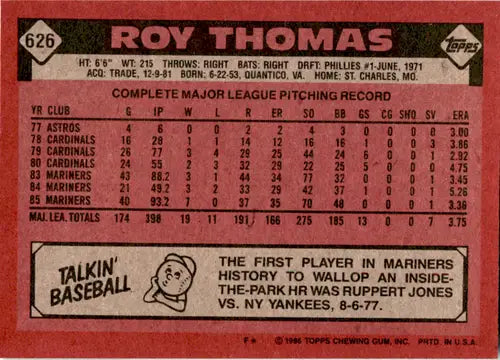 626
ROY THOMAS
Topps
HT: 6'6" WT: 215 THROWS: RIGHT BATS: RIGHT DRFT: PHILLIES #1-JUNE, 1971
ACQ: TRADE, 12-9-81 BORN: 6-22-53, QUANTICO, VA. HOME: ST. CHARLES, MO.
COMPLETE MAJOR LEAGUE PITCHING RECORD
YR CLUB G IP W L R ER SO BB GS CG SHO SV ERA
77 ASTROS 4 6 0 0 2 2 4 3 0 0 0 0 3.00
78 CARDINALS 16 28 1 1 14 12 16 16 1 0 0 3 3.86
79 CARDINALS 26 77 3 4 29 25 44 24 6 0 0 1 2.92
80 CARDINALS 24 55 2 3 32 29 22 25 5 0 0 0 4.75
83 MARINERS 43 88.2 3 1 44 34 77 32 0 0 0 1 3.45
84 MARINERS 21 49.2 3 2 33 29 42 37 1 0 0 1 5.26
85 MARINERS 40 93.2 7 0 37 35 70 48 0 0 0 1 3.36
MAJ. LEA. TOTALS 174 398 19 11 191 166 275 185 13 0 0 7 3.75
TALKIN'
BASEBALL
THE FIRST PLAYER IN MARINERS
HISTORY TO WALLOP AN INSIDE-
THE-PARK HR WAS RUPPERT JONES
VS. NY YANKEES, 8-6-77.
F* © 1986 TOPPS CHEWING GUM, INC. PRTD. IN U.S.A.